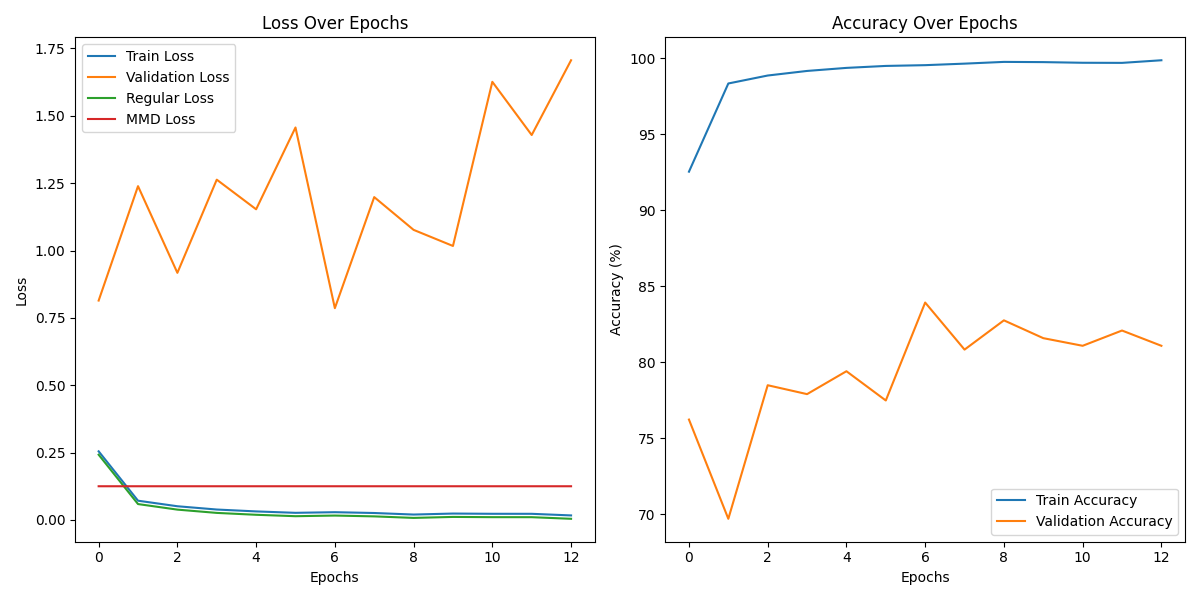 Loss Over Epochs
Train Loss
Validation Loss
Regular Loss
MMD Loss
1.75
1.50
1.25
1.00
0.75
0.50
0.25
0.00
Loss
0 2 4 6 8 10 12
Epochs
Accuracy Over Epochs
100
95
90
85
80
75
70
Accuracy (%)
Train Accuracy
Validation Accuracy
0 2 4 6 8 10 12
Epochs